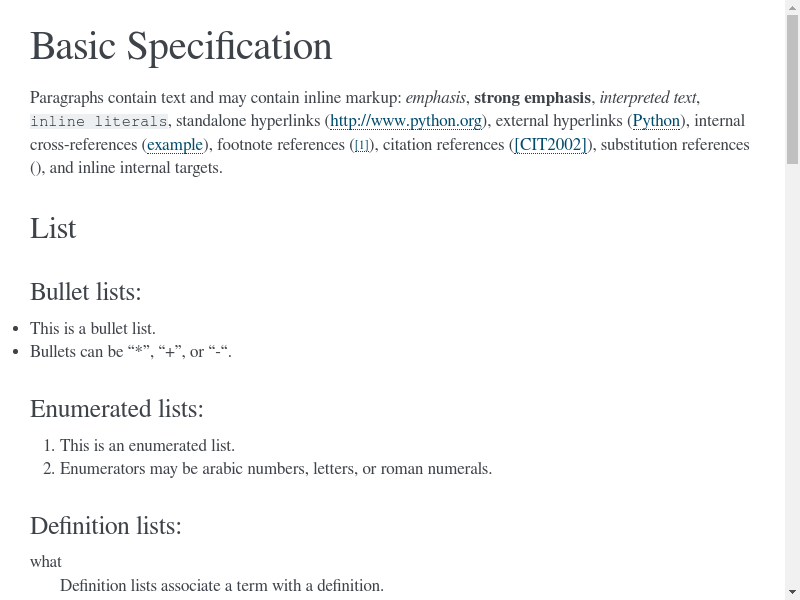 Basic Specification
Paragraphs contain text and may contain inline markup: emphasis, strong emphasis, interpreted text,
inline literals, standalone hyperlinks (http://www.python.org), external hyperlinks (Python), internal
cross-references (example), footnote references ([1]), citation references ([CIT2002]), substitution references
(), and inline internal targets.
List
Bullet lists:
• This is a bullet list.
• Bullets can be “*”, “+”, or “-“.
Enumerated lists:
1. This is an enumerated list.
2. Enumerators may be arabic numbers, letters, or roman numerals.
Definition lists:
what
Definition lists associate a term with a definition.